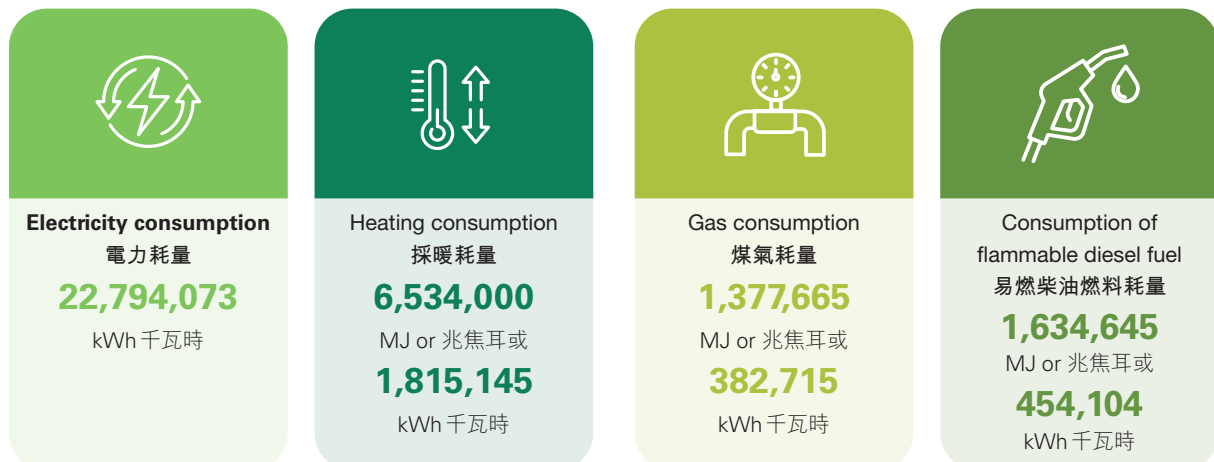 Electricity consumption
電力耗量
22,794,073
kWh 千瓦時
Heating consumption
採暖耗量
6,534,000
MJ or 兆焦耳或
1,815,145
kWh 千瓦時
Gas consumption
煤氣耗量
1,377,665
MJ or 兆焦耳或
382,715
kWh 千瓦時
Consumption of
flammable diesel fuel
易燃柴油燃料耗量
1,634,645
MJ or 兆焦耳或
454,104
kWh 千瓦時